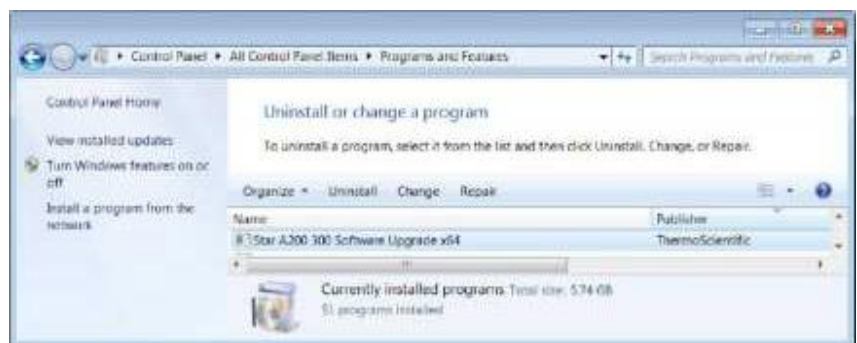 Control Panel ▸ All Control Panel Items ▸ Programs and Features
Search Programs and Features
Control Panel Home
View installed updates
Turn Windows features on or
off
Install a program from the
network
Uninstall or change a program
To uninstall a program, select it from the list and then click Uninstall, Change, or Repair.
Organize Uninstall Change Repair
Name Publisher
Star A200 300 Software Upgrade x64 ThermoScientific
Currently installed programs Total size: 5.74 GB
51 programs installed